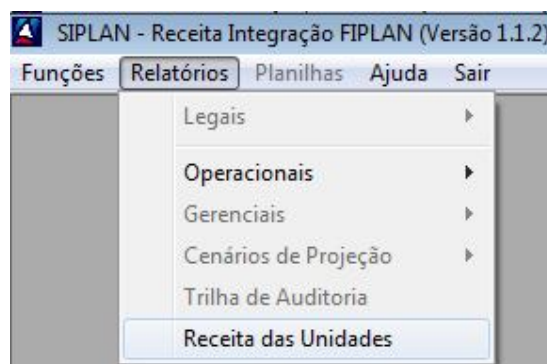 SIPLAN - Receita Integração FIPLAN (Versão 1.1.2)
Funções Relatórios Planilhas Ajuda Sair
Legais
Operacionais
Gerenciais
Cenários de Projeção
Trilha de Auditoria
Receita das Unidades